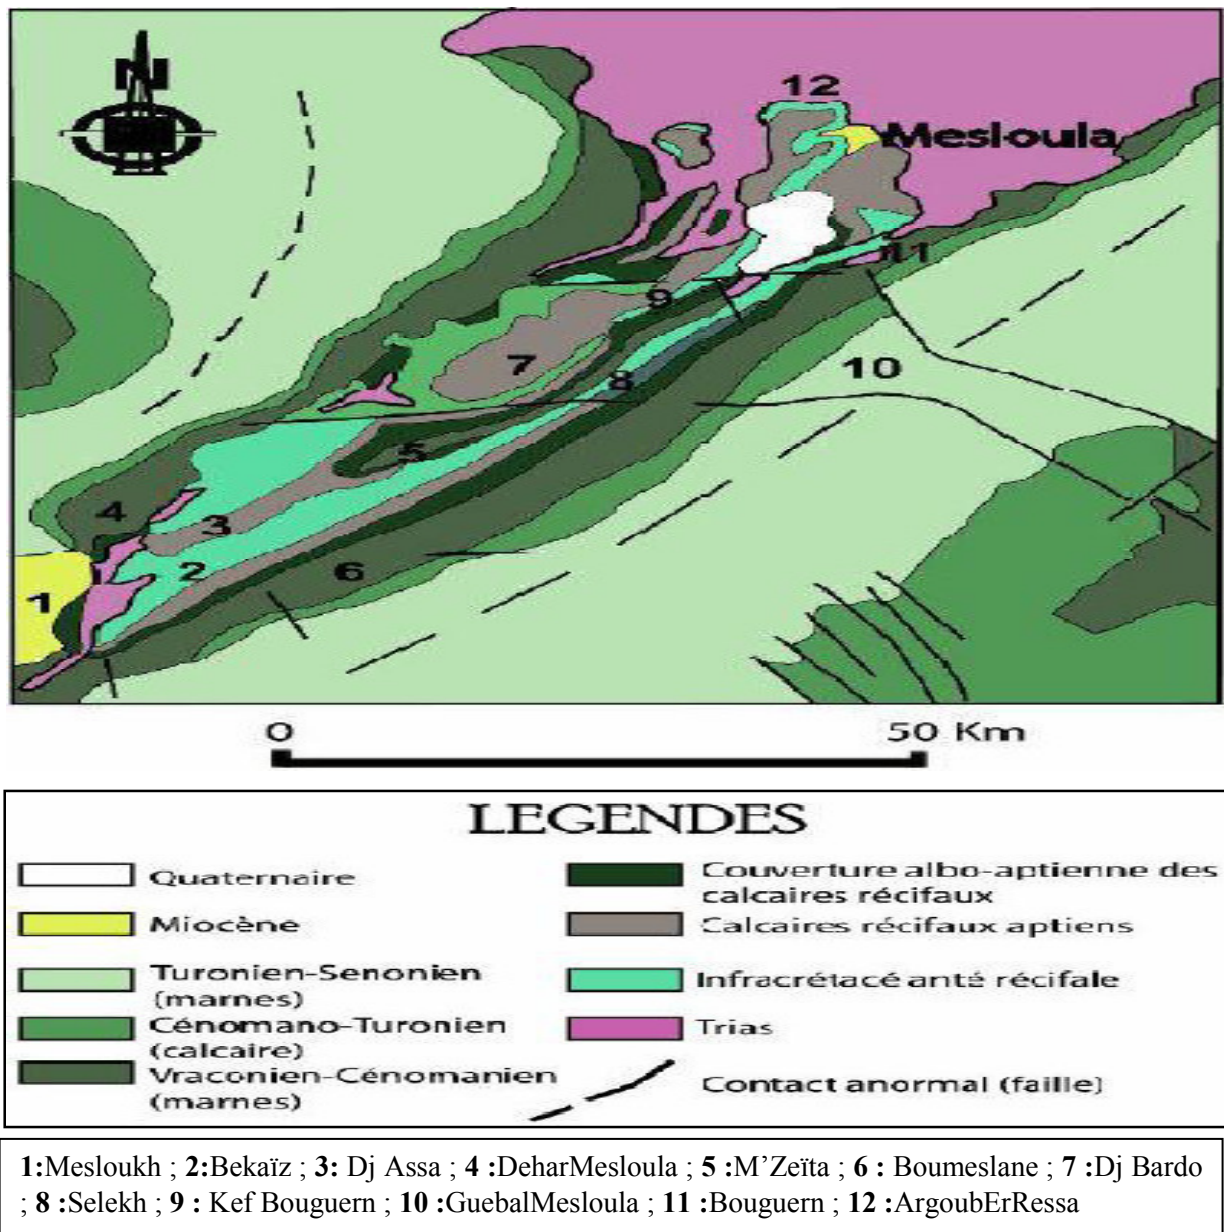 N
12
Mesloula
11
9
10
7
8
5
4
3
2
6
1
0 50 Km
LEGENDES
Quaternaire
Miocène
Turonien-Senonien
(marnes)
Cénomano-Turonien
(calcaire)
Vraconien-Cénomanien
(marnes)
Couverture albo-aptienne des
calcaires récifaux
Calcaires récifaux aptiens
Infracrétacé anté récifale
Trias
Contact anormal (faille)
1:Mesloukh ; 2:Bekaïz ; 3: Dj Assa ; 4 :DeharMesloula ; 5 :M’Zeïta ; 6 : Boumeslane ; 7 :Dj Bardo
; 8 :Selekh ; 9 : Kef Bouguern ; 10 :GuebalMesloula ; 11 :Bouguern ; 12 :ArgoubErRessa